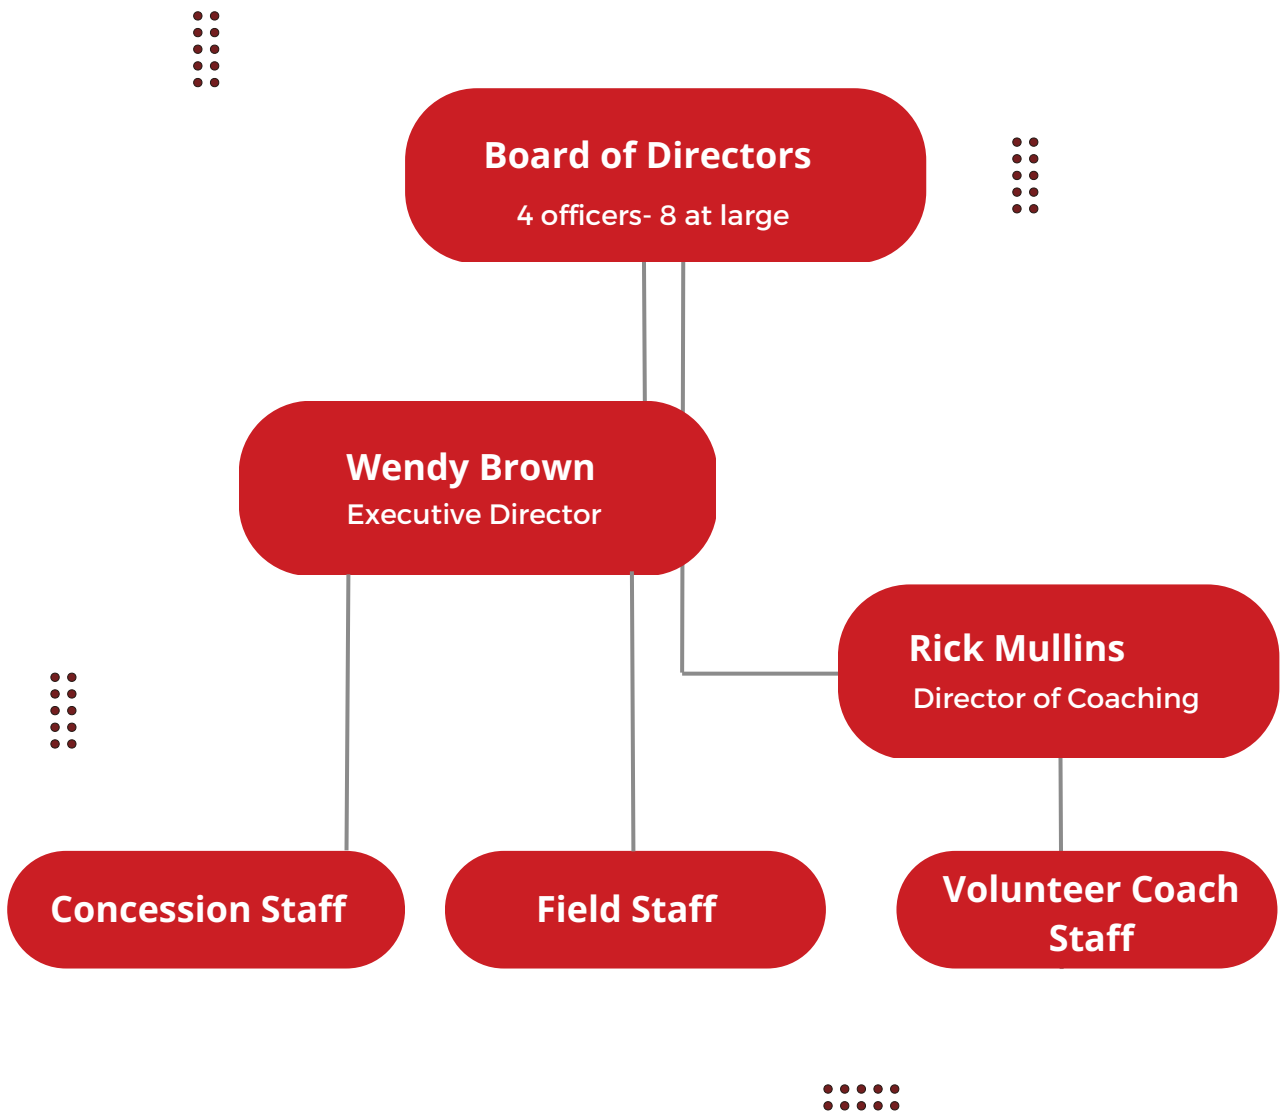 Board of Directors
4 officers- 8 at large
Wendy Brown
Executive Director
Rick Mullins
Director of Coaching
Concession Staff
Field Staff
Volunteer Coach
Staff